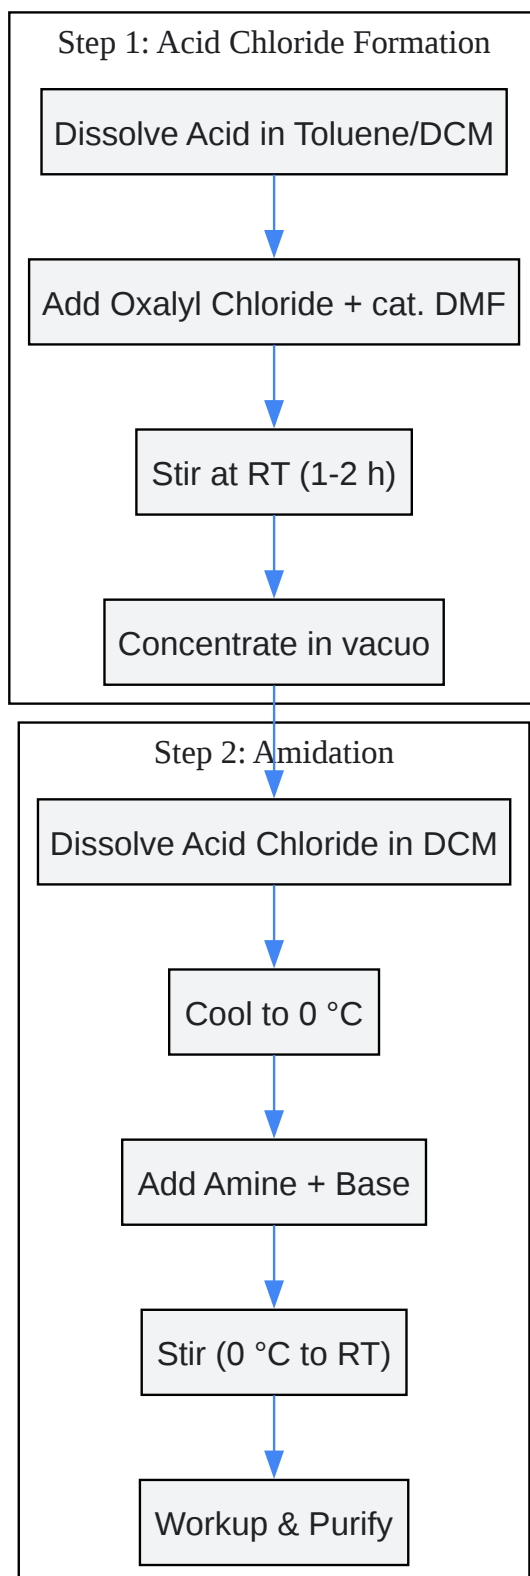 Step 1: Acid Chloride Formation
Dissolve Acid in Toluene/DCM
Add Oxalyl Chloride + cat. DMF
Stir at RT (1-2 h)
Concentrate in vacuo
Step 2: Amidation
Dissolve Acid Chloride in DCM
Cool to 0 °C
Add Amine + Base
Stir (0 °C to RT)
Workup & Purify